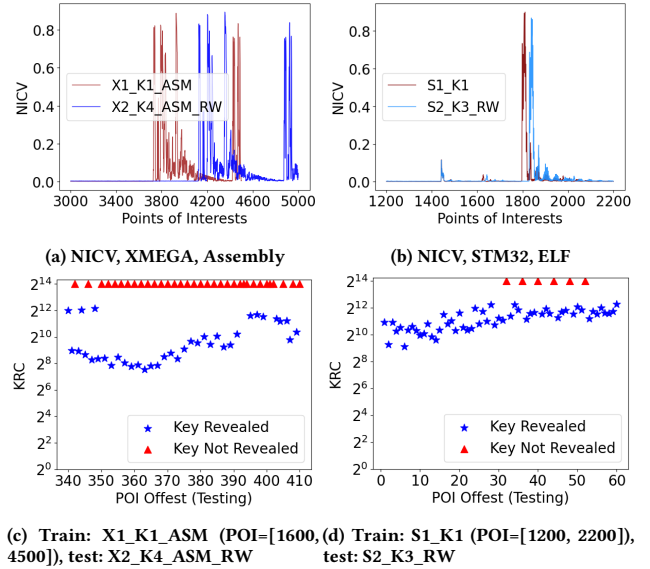 0.8
0.6
0.4
0.2
0.0
NICV
X1_K1_ASM
X2_K4_ASM_RW
3000 3400 3800 4200 4600 5000
Points of Interests
(a) NICV, XMEGA, Assembly
0.8
0.6
0.4
0.2
0.0
NICV
S1_K1
S2_K3_RW
1200 1400 1600 1800 2000 2200
Points of Interests
(b) NICV, STM32, ELF
2^14
2^12
2^10
2^8
2^6
2^4
2^2
2^0
KRC
Key Revealed
Key Not Revealed
340 350 360 370 380 390 400 410
POI Offest (Testing)
(c) Train: X1_K1_ASM (POI=[1600,
4500]), test: X2_K4_ASM_RW
2^14
2^12
2^10
2^8
2^6
2^4
2^2
2^0
KRC
Key Revealed
Key Not Revealed
0 10 20 30 40 50 60
POI Offest (Testing)
(d) Train: S1_K1 (POI=[1200, 2200]),
test: S2_K3_RW